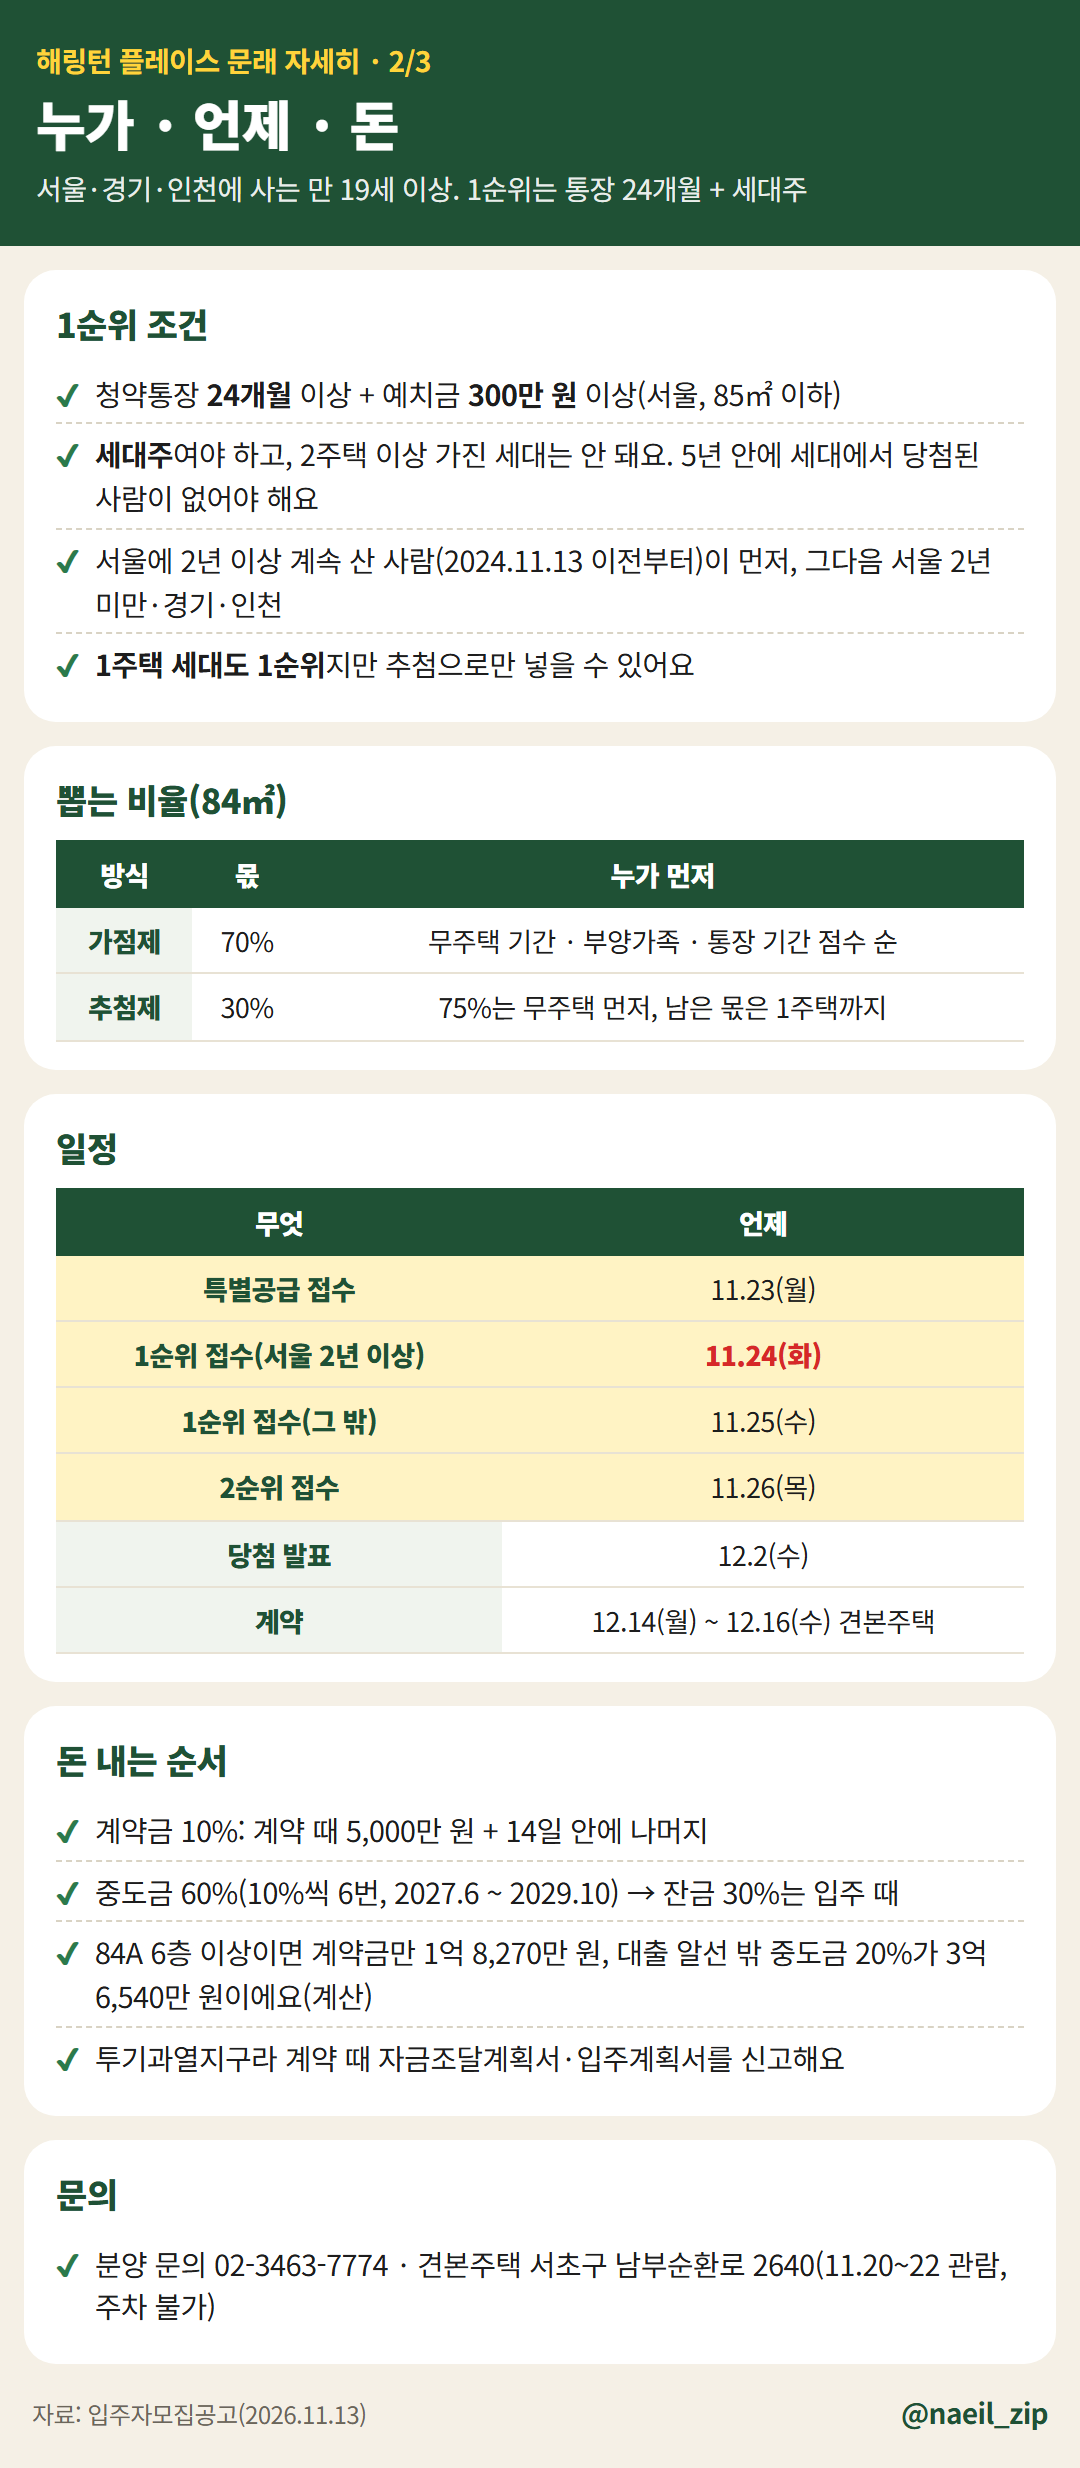 해링턴 플레이스 문래 자세히 · 2/3
누가 · 언제 · 돈
서울·경기·인천에 사는 만 19세 이상. 1순위는 통장 24개월 + 세대주
1순위 조건
✔ 청약통장 24개월 이상 + 예치금 300만 원 이상(서울, 85㎡ 이하)
✔ 세대주여야 하고, 2주택 이상 가진 세대는 안 돼요. 5년 안에 세대에서 당첨된
사람이 없어야 해요
✔ 서울에 2년 이상 계속 산 사람(2024.11.13 이전부터)이 먼저, 그다음 서울 2년
미만·경기·인천
✔ 1주택 세대도 1순위지만 추첨으로만 넣을 수 있어요
뽑는 비율(84㎡)
방식 몫 누가 먼저
가점제 70% 무주택 기간 · 부양가족 · 통장 기간 점수 순
추첨제 30% 75%는 무주택 먼저, 남은 몫은 1주택까지
일정
무엇 언제
특별공급 접수 11.23(월)
1순위 접수(서울 2년 이상) 11.24(화)
1순위 접수(그 밖) 11.25(수)
2순위 접수 11.26(목)
당첨 발표 12.2(수)
계약 12.14(월) ~ 12.16(수) 견본주택
돈 내는 순서
✔ 계약금 10%: 계약 때 5,000만 원 + 14일 안에 나머지
✔ 중도금 60%(10%씩 6번, 2027.6 ~ 2029.10) → 잔금 30%는 입주 때
✔ 84A 6층 이상이면 계약금만 1억 8,270만 원, 대출 알선 밖 중도금 20%가 3억
6,540만 원이에요(계산)
✔ 투기과열지구라 계약 때 자금조달계획서·입주계획서를 신고해요
문의
✔ 분양 문의 02-3463-7774 · 견본주택 서초구 남부순환로 2640(11.20~22 관람,
주차 불가)
자료: 입주자모집공고(2026.11.13)
@naeil_zip